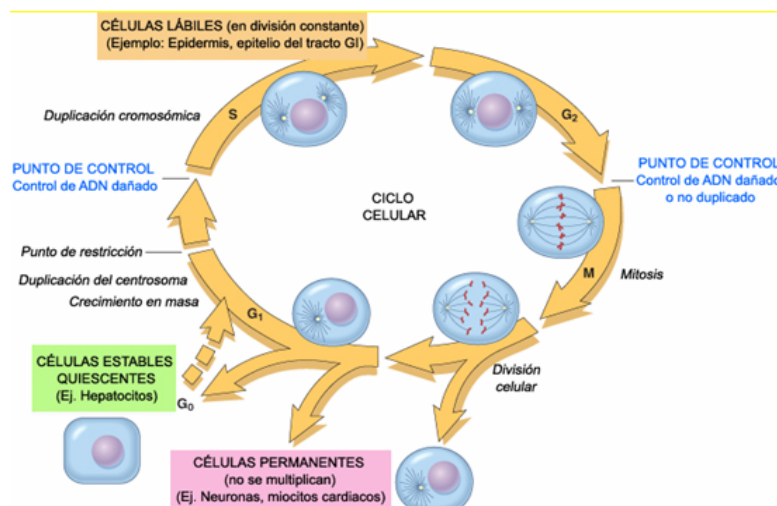 CÉLULAS LÁBILES (en división constante)
(Ejemplo: Epidermis, epitelio del tracto GI)
Duplicación cromosómica
S
G2
PUNTO DE CONTROL
Control de ADN dañado
PUNTO DE CONTROL
Control de ADN dañado
o no duplicado
CICLO
CELULAR
Punto de restricción
Duplicación del centrosoma
Crecimiento en masa
G1
M
Mitosis
CÉLULAS ESTABLES
QUIESCENTES
(Ej. Hepatocitos)
G0
División
celular
CÉLULAS PERMANENTES
(no se multiplican)
(Ej. Neuronas, miocitos cardiacos)